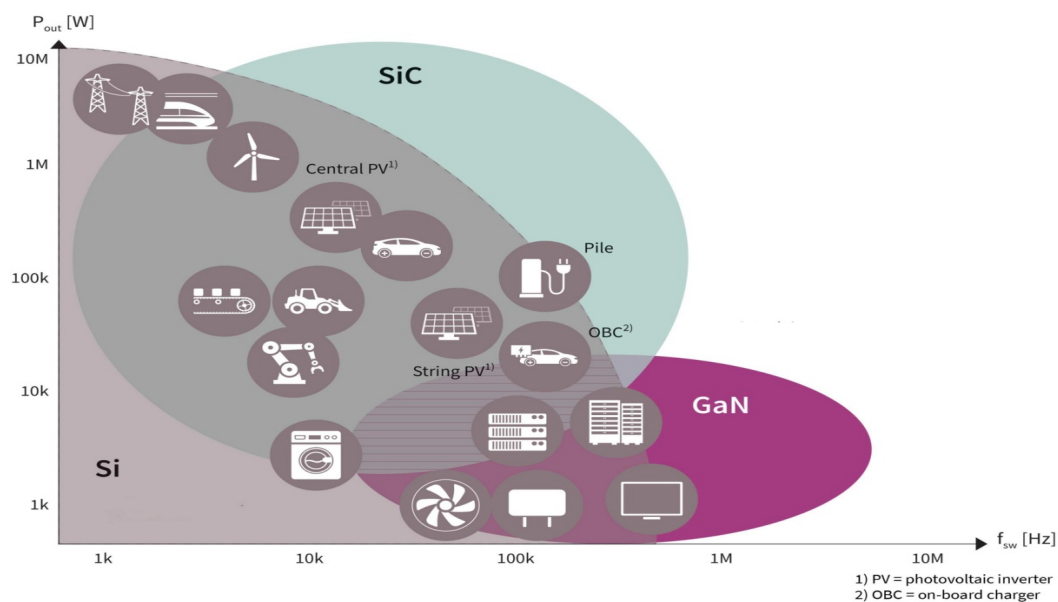 P_out [W]
10M
SiC
1M
Central PV¹⁾
Pile
100k
OBC²⁾
String PV¹⁾
10k
GaN
Si
1k
f_sw [Hz]
1k 10k 100k 1M 10M
1) PV = photovoltaic inverter
2) OBC = on-board charger